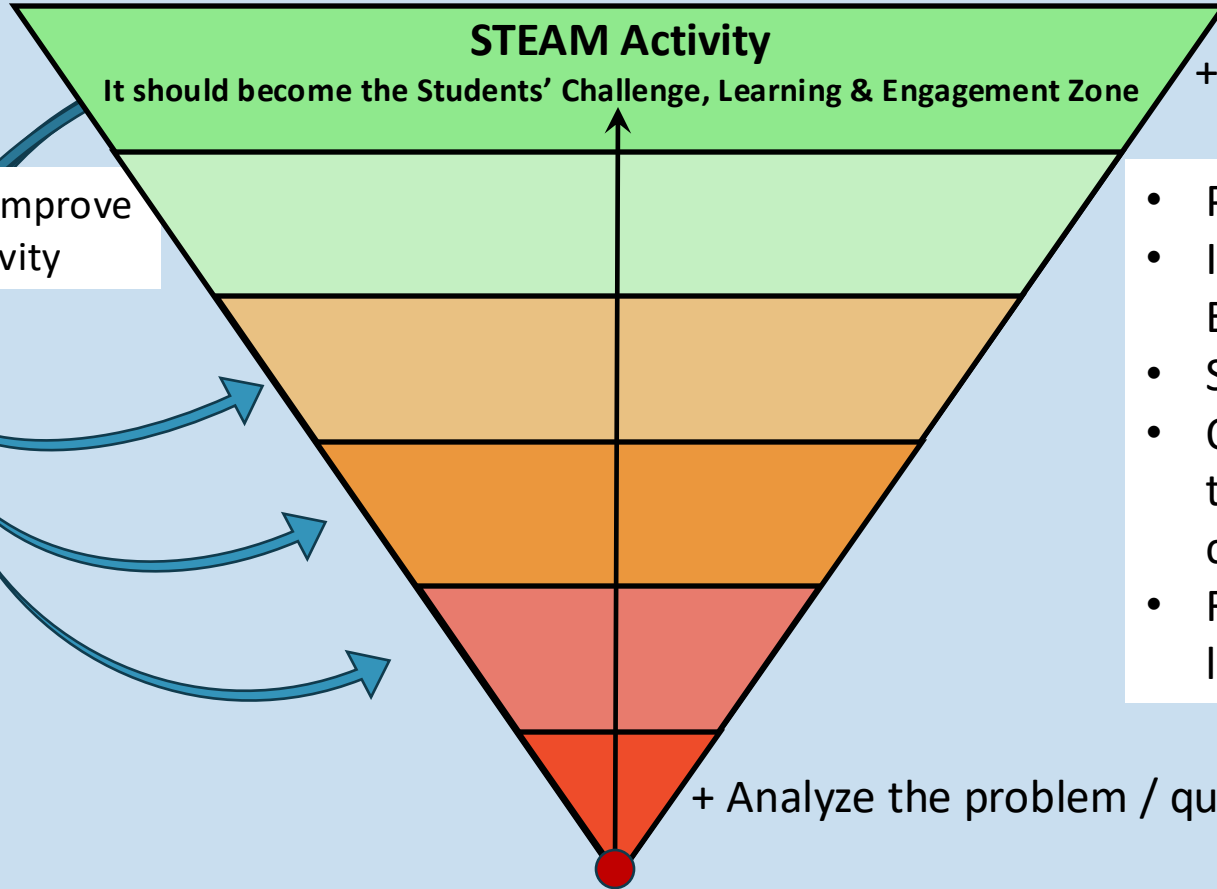 STEAM Activity
It should become the Students’ Challenge, Learning & Engagement Zone
+
mprove
vity
• P
• I
E
• S
• C
t
c
• F
l
+ Analyze the problem / qu